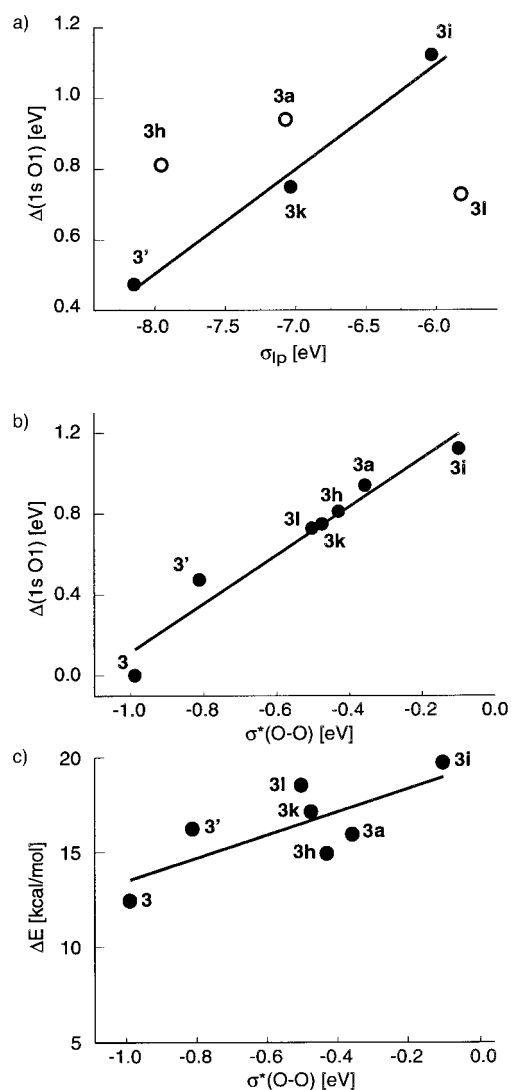 a)
1.2
1.0
0.8
0.6
0.4
Δ(1s O1) [eV]
3i
3a
3h
3k
3l
3'
-8.0 -7.5 -7.0 -6.5 -6.0
σlp [eV]
b)
1.2
0.8
0.4
0.0
Δ(1s O1) [eV]
3a
3i
3h
3l
3k
3'
3
-1.0 -0.8 -0.6 -0.4 -0.2 0.0
σ*(O-O) [eV]
c)
20
15
10
5
ΔE [kcal/mol]
3i
3l
3k
3'
3a
3h
3
-1.0 -0.8 -0.6 -0.4 -0.2 0.0
σ*(O-O) [eV]